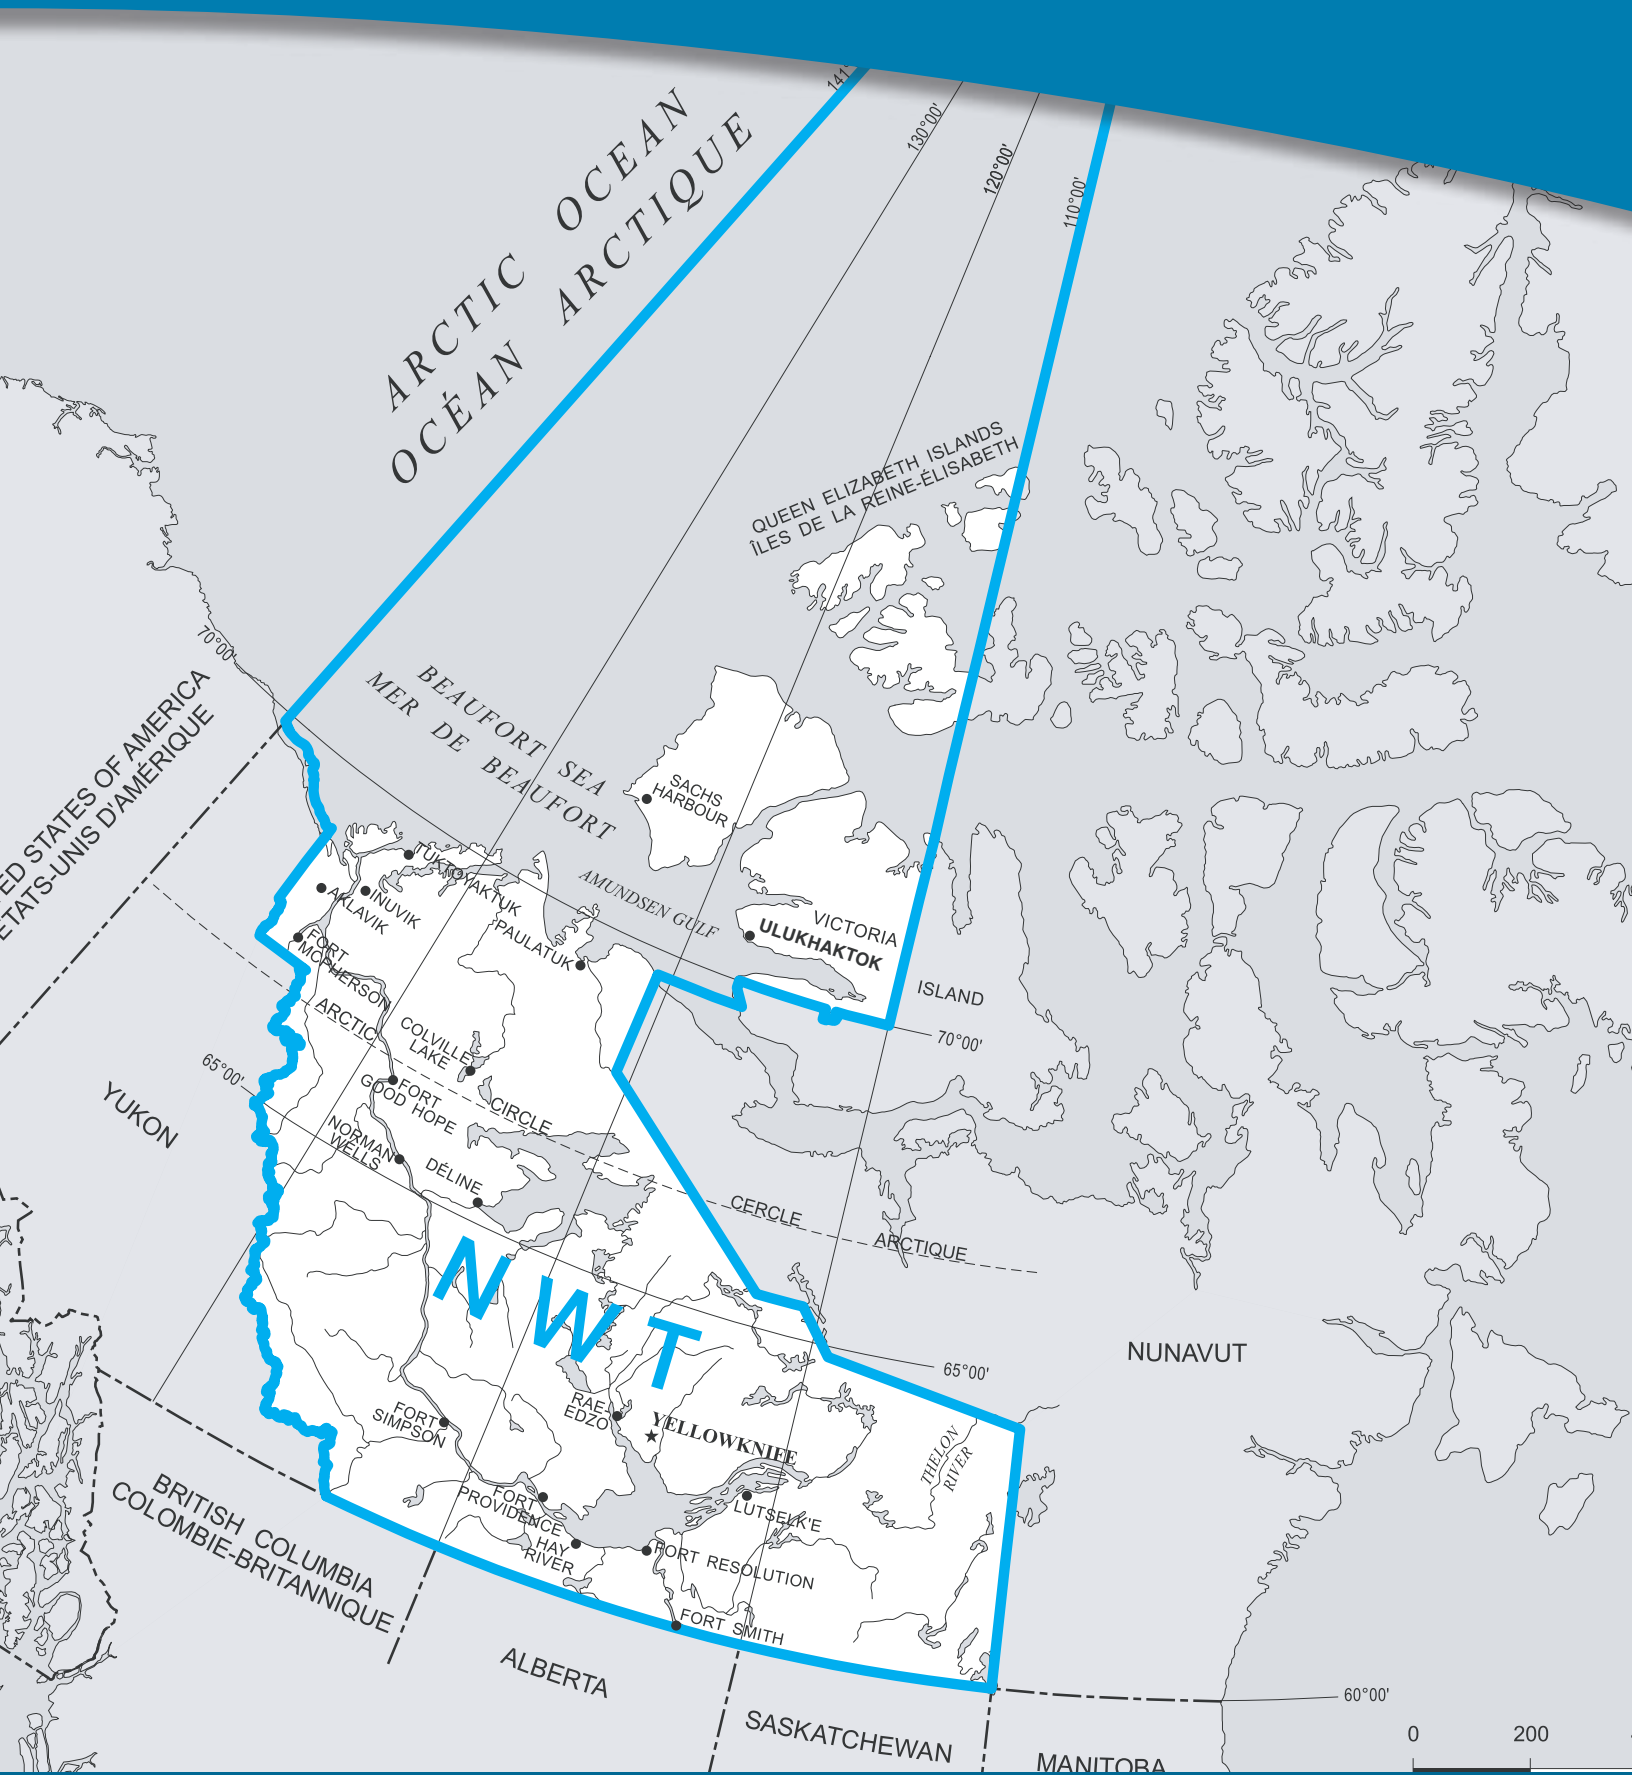 141°
130°00'
120°00'
110°00'
ARCTIC OCEAN
OCÉAN ARCTIQUE
QUEEN ELIZABETH ISLANDS
ÎLES DE LA REINE-ÉLISABETH
70°00'
BEAUFORT SEA
MER DE BEAUFORT
STATES OF AMERICA
ÉTATS-UNIS D'AMÉRIQUE
SACHS
HARBOUR
TUKTOYAKTUK
INUVIK
AKLAVIK
AMUNDSEN GULF
PAULATUK
VICTORIA
ULUKHAKTOK
ISLAND
FORT
MCPHERSON
ARCTIC
COLVILLE
LAKE
70°00'
65°00'
FORT
GOOD HOPE
CIRCLE
YUKON
NORMAN
WELLS
DÉLINE
CERCLE
ARCTIQUE
NWT
NUNAVUT
65°00'
RAE-
EDZO
FORT
SIMPSON
YELLOWKNIFE
THELON
RIVER
FORT
PROVIDENCE
LUTSELK'E
HAY
RIVER
FORT RESOLUTION
BRITISH COLUMBIA
COLOMBIE-BRITANNIQUE
FORT SMITH
ALBERTA
60°00'
SASKATCHEWAN
MANITOBA
0 200